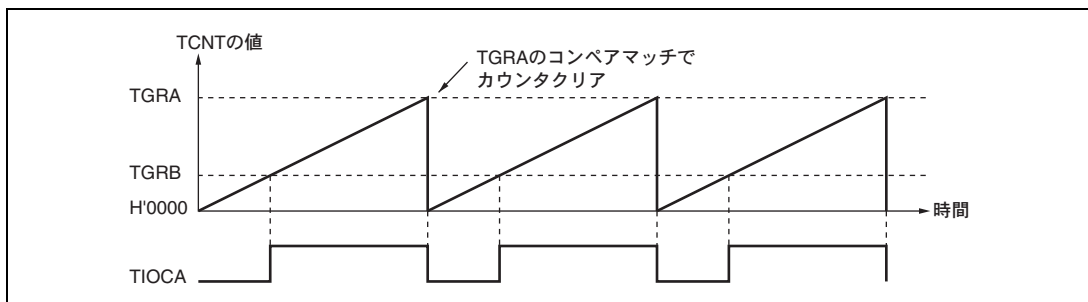 TCNTの値
TGRAのコンペアマッチで
カウンタクリア
TGRA
TGRB
H'0000
時間
TIOCA